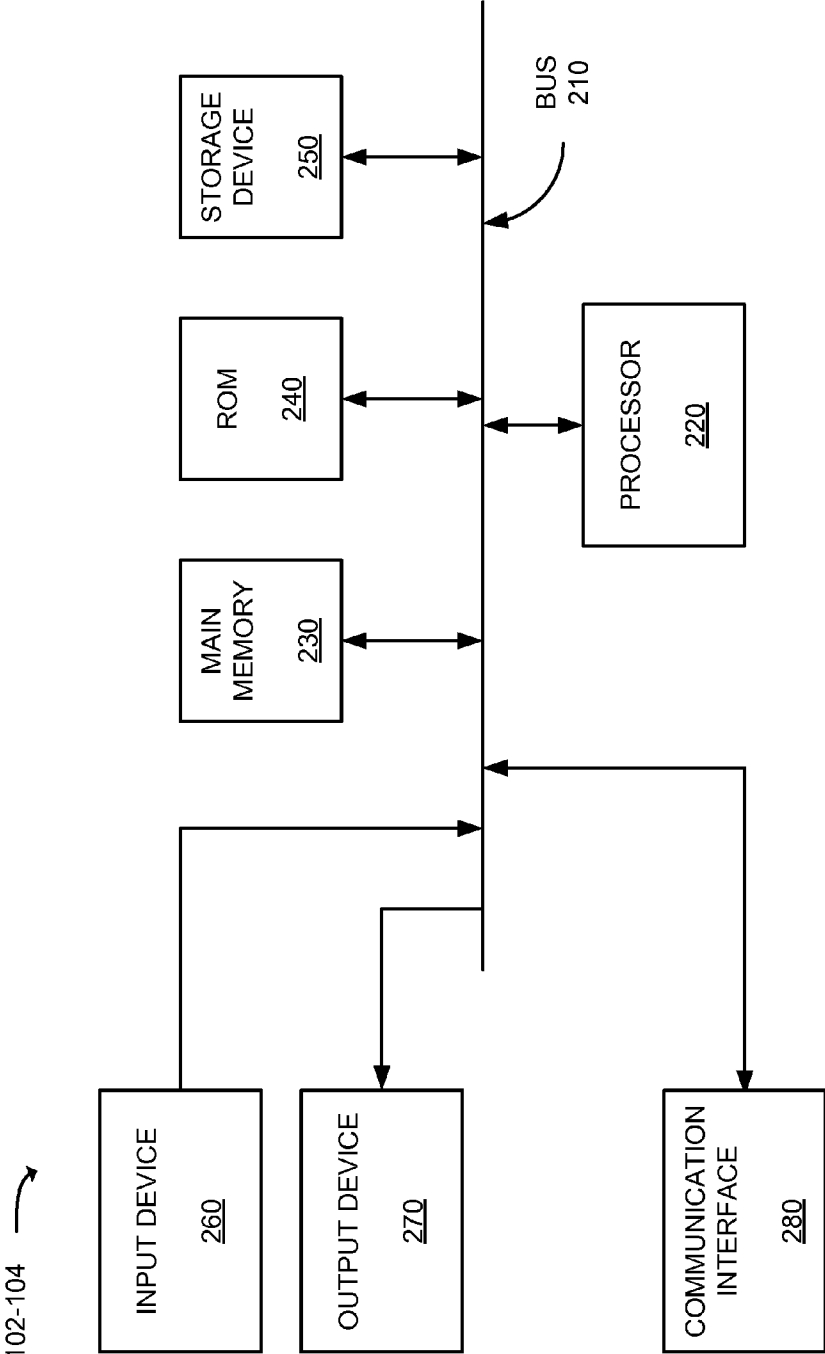 102-104
INPUT DEVICE
260
OUTPUT DEVICE
270
COMMUNICATION
INTERFACE
280
MAIN
MEMORY
230
ROM
240
STORAGE
DEVICE
250
PROCESSOR
220
BUS
210